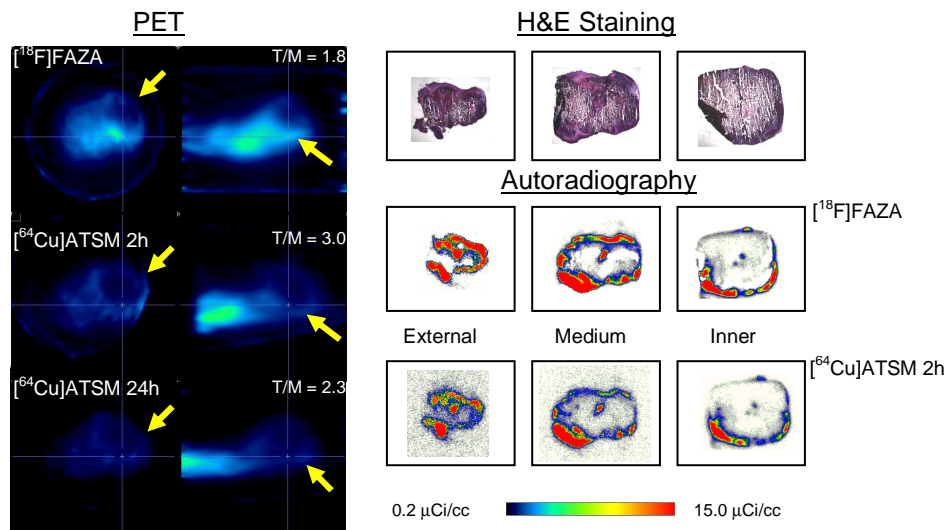 PET
[¹⁸F]FAZA
T/M = 1.8
[⁶⁴Cu]ATSM 2h
T/M = 3.0
[⁶⁴Cu]ATSM 24h
T/M = 2.3
H&E Staining
Autoradiography
[¹⁸F]FAZA
External Medium Inner
[⁶⁴Cu]ATSM 2h
0.2 μCi/cc 15.0 μCi/cc